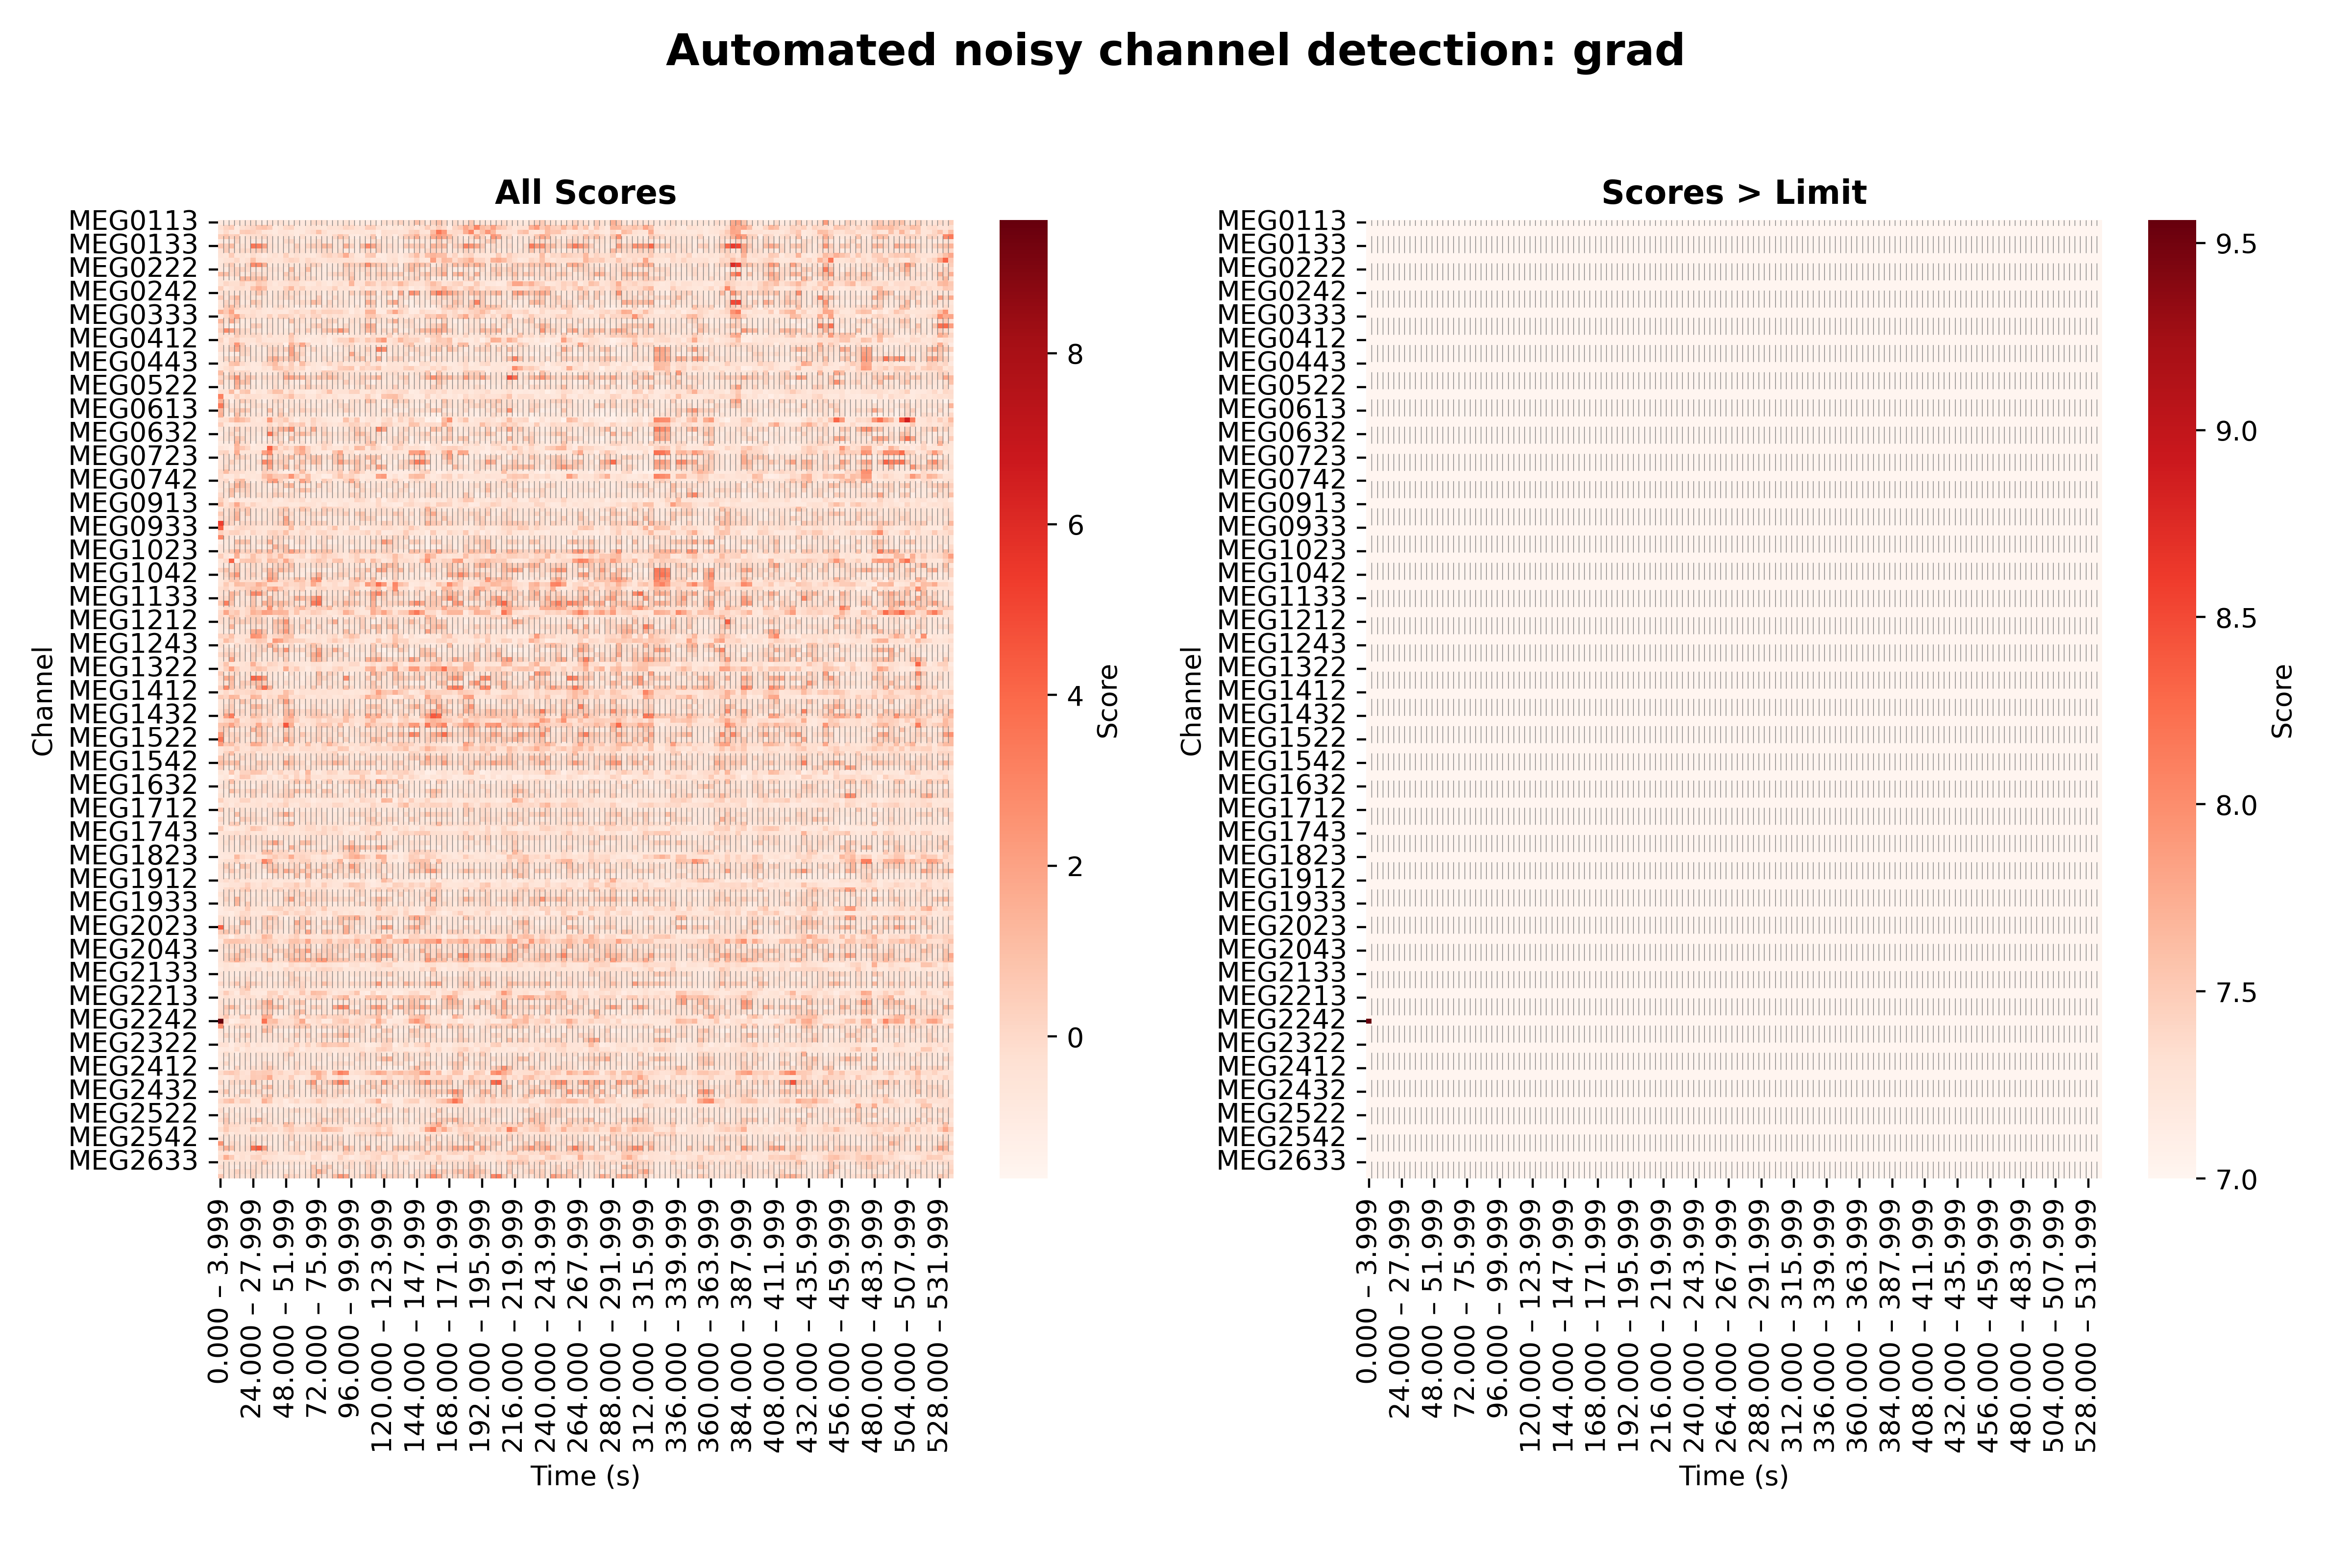 Automated noisy channel detection: grad
All Scores
Channel
MEG0113
MEG0133
MEG0222
MEG0242
MEG0333
MEG0412
MEG0443
MEG0522
MEG0613
MEG0632
MEG0723
MEG0742
MEG0913
MEG0933
MEG1023
MEG1042
MEG1133
MEG1212
MEG1243
MEG1322
MEG1412
MEG1432
MEG1522
MEG1542
MEG1632
MEG1712
MEG1743
MEG1823
MEG1912
MEG1933
MEG2023
MEG2043
MEG2133
MEG2213
MEG2242
MEG2322
MEG2412
MEG2432
MEG2522
MEG2542
MEG2633
0.000 – 3.999
24.000 – 27.999
48.000 – 51.999
72.000 – 75.999
96.000 – 99.999
120.000 – 123.999
144.000 – 147.999
168.000 – 171.999
192.000 – 195.999
216.000 – 219.999
240.000 – 243.999
264.000 – 267.999
288.000 – 291.999
312.000 – 315.999
336.000 – 339.999
360.000 – 363.999
384.000 – 387.999
408.000 – 411.999
432.000 – 435.999
456.000 – 459.999
480.000 – 483.999
504.000 – 507.999
528.000 – 531.999
Time (s)
8
6
4
2
0
Score
Scores > Limit
Channel
MEG0113
MEG0133
MEG0222
MEG0242
MEG0333
MEG0412
MEG0443
MEG0522
MEG0613
MEG0632
MEG0723
MEG0742
MEG0913
MEG0933
MEG1023
MEG1042
MEG1133
MEG1212
MEG1243
MEG1322
MEG1412
MEG1432
MEG1522
MEG1542
MEG1632
MEG1712
MEG1743
MEG1823
MEG1912
MEG1933
MEG2023
MEG2043
MEG2133
MEG2213
MEG2242
MEG2322
MEG2412
MEG2432
MEG2522
MEG2542
MEG2633
0.000 – 3.999
24.000 – 27.999
48.000 – 51.999
72.000 – 75.999
96.000 – 99.999
120.000 – 123.999
144.000 – 147.999
168.000 – 171.999
192.000 – 195.999
216.000 – 219.999
240.000 – 243.999
264.000 – 267.999
288.000 – 291.999
312.000 – 315.999
336.000 – 339.999
360.000 – 363.999
384.000 – 387.999
408.000 – 411.999
432.000 – 435.999
456.000 – 459.999
480.000 – 483.999
504.000 – 507.999
528.000 – 531.999
Time (s)
9.5
9.0
8.5
8.0
7.5
7.0
Score